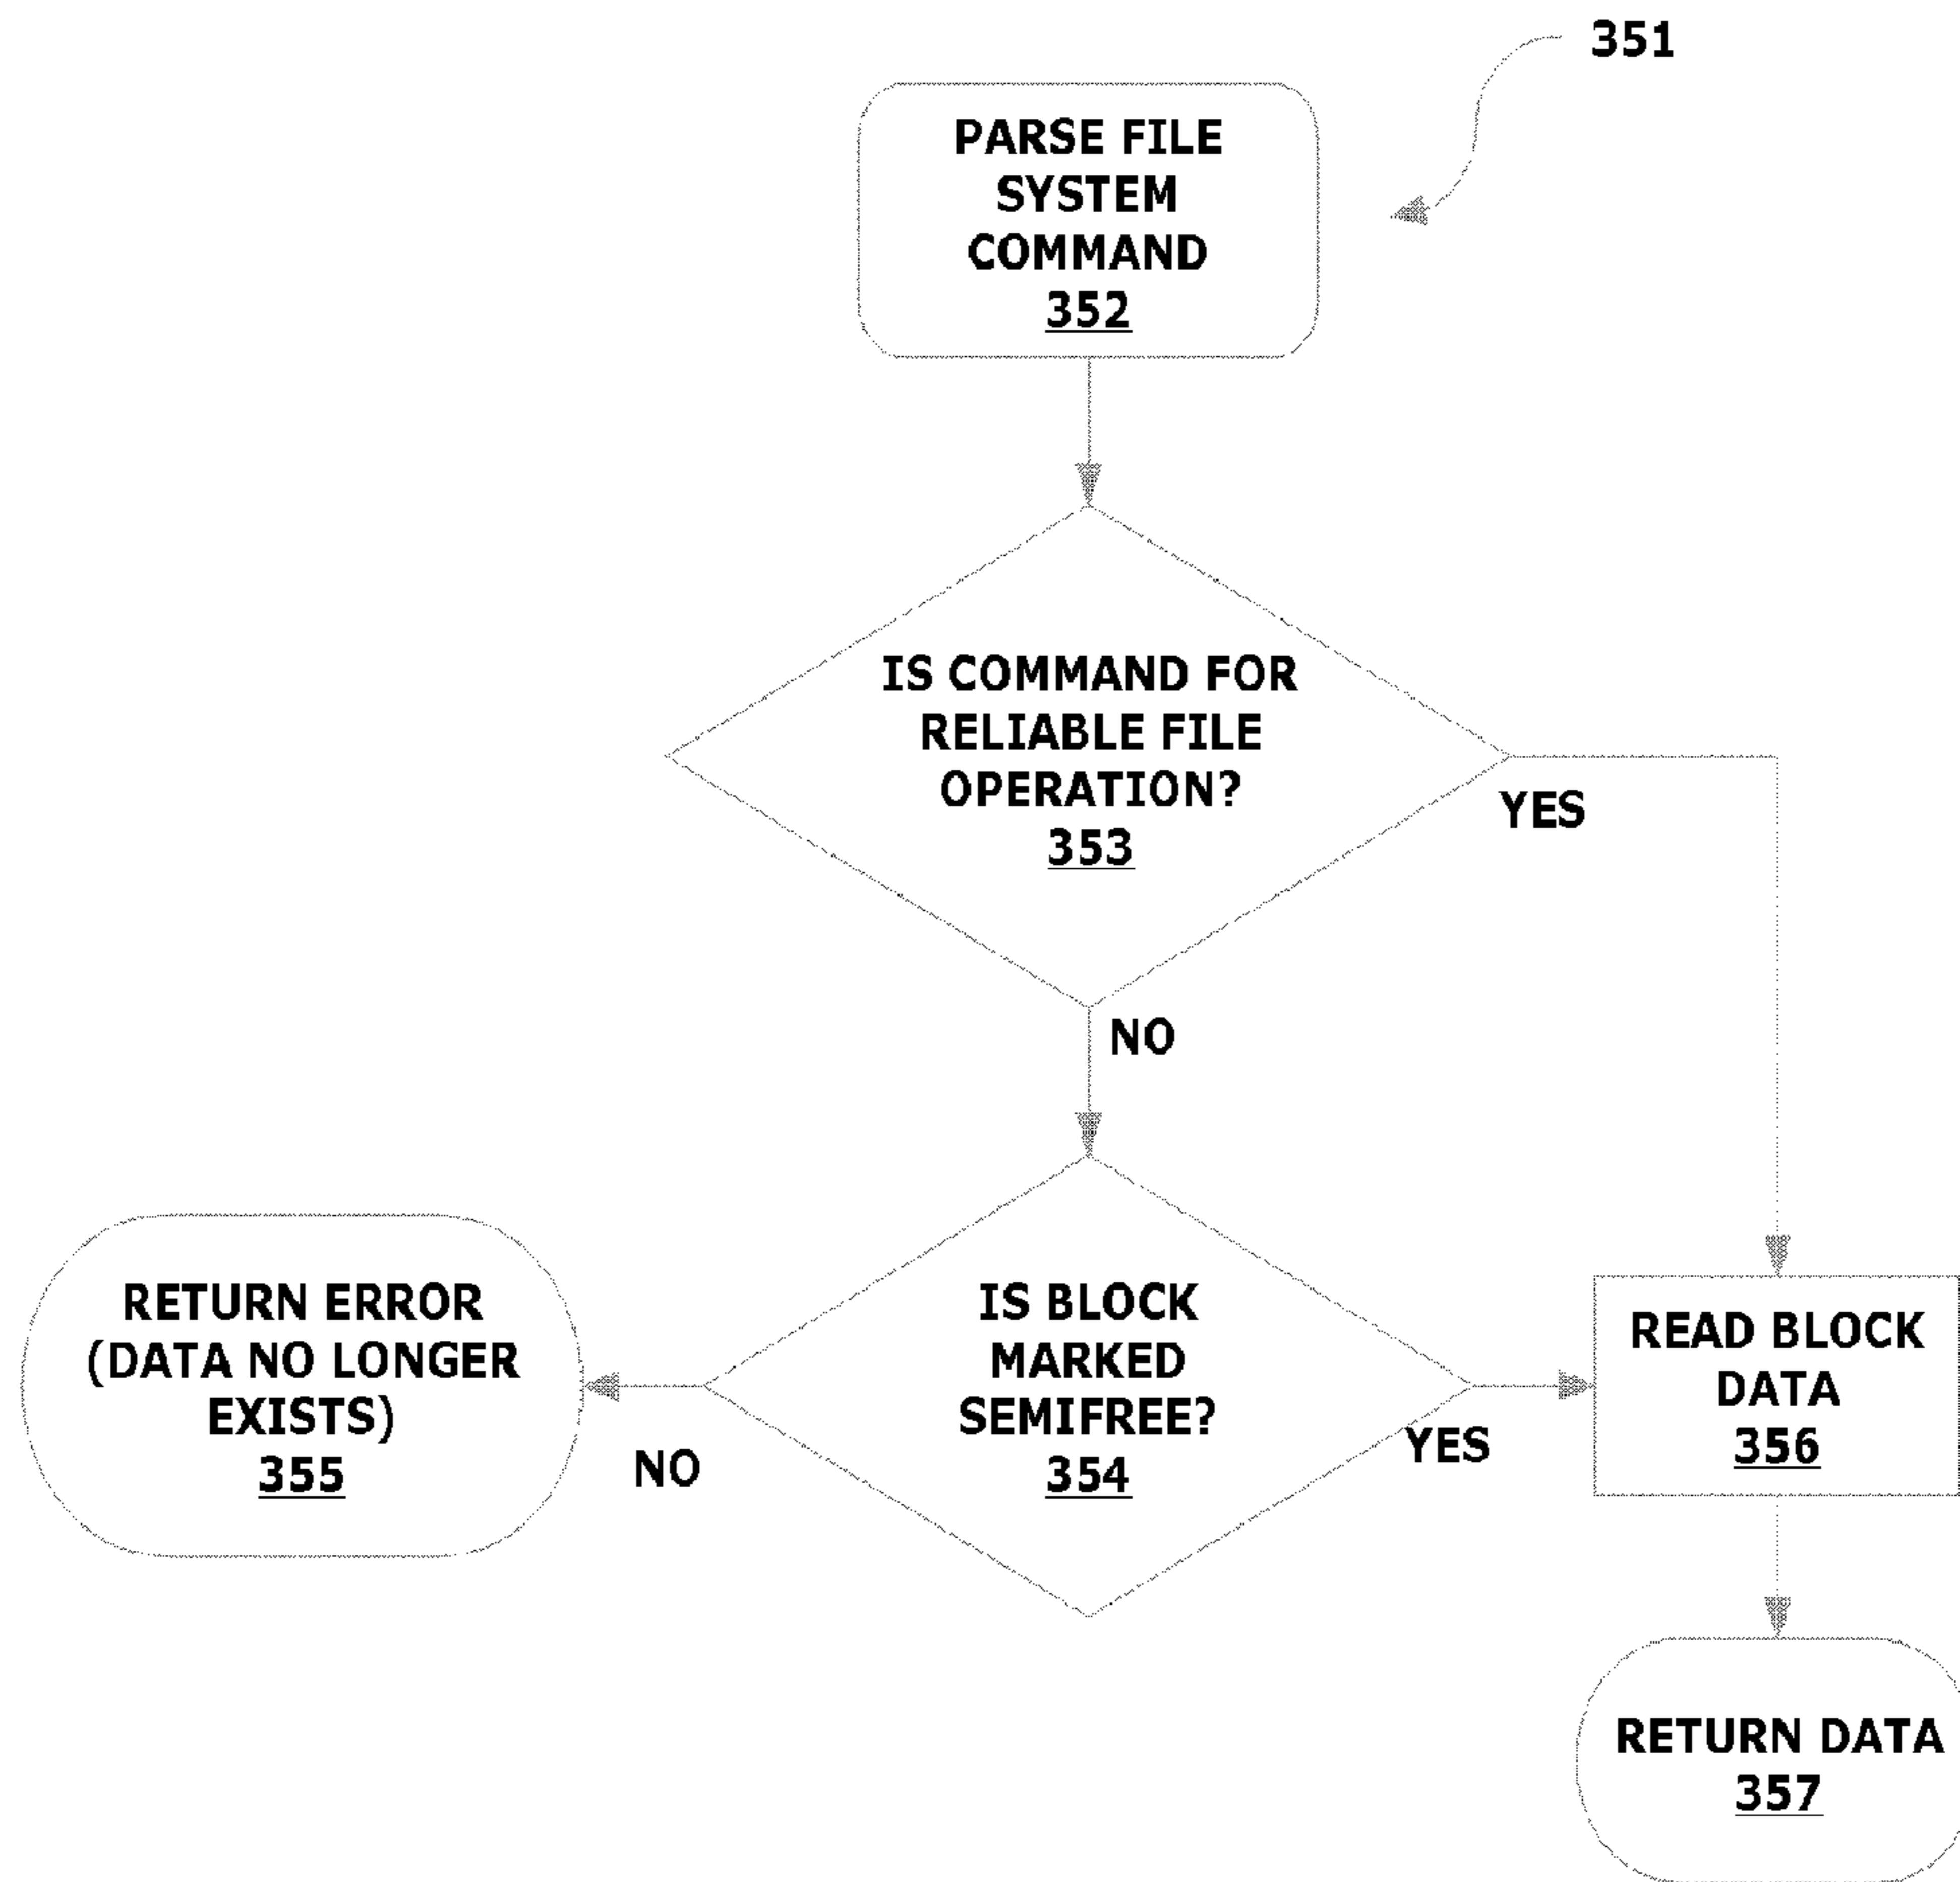 351
PARSE FILE
SYSTEM
COMMAND
352
IS COMMAND FOR
RELIABLE FILE
OPERATION?
353
YES
NO
RETURN ERROR
(DATA NO LONGER
EXISTS)
355
NO
IS BLOCK
MARKED
SEMIFREE?
354
YES
READ BLOCK
DATA
356
RETURN DATA
357